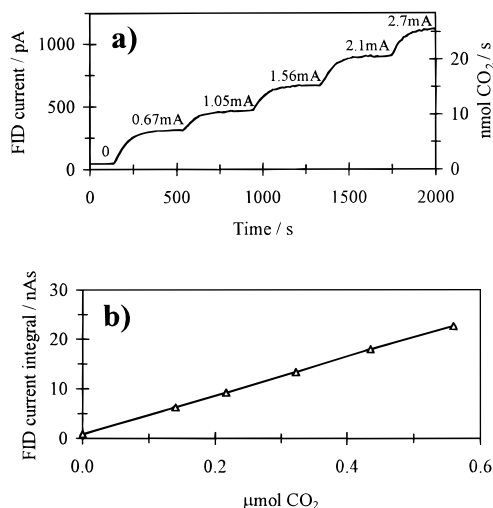 a)
FID current / pA
1250
1000
500
250
0
0
0.67mA
1.05mA
1.56mA
2.1mA
2.7mA
nmol CO₂ / s
20
10
0
0
500
1000
1500
2000
Time / s
b)
FID current integral / nAs
30
20
10
0
0.0
0.2
0.4
0.6
µmol CO₂